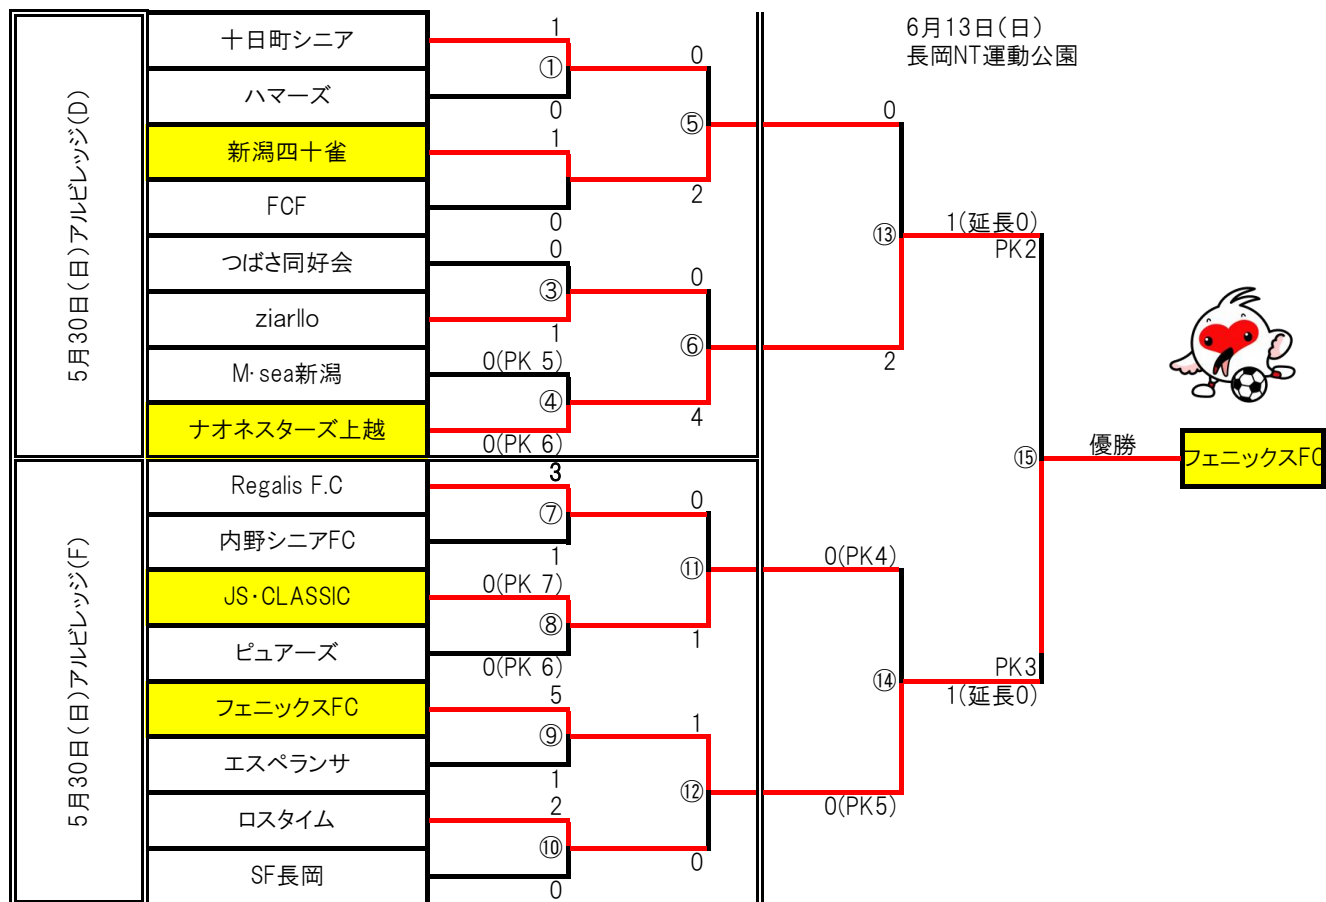 6月13日(日)
長岡NT運動公園
5月30日(日)アルビレッジ(D)
十日町シニア
1
①
ハマーズ
0
0
⑤
新潟四十雀
1
2
FCF
0
つばさ同好会
0
③
ziarllo
1
0
⑥
M·sea新潟
0(PK 5)
④
ナオネスターズ上越
0(PK 6)
4
0
⑬
2
1(延長0)
PK2
5月30日(日)アルビレッジ(F)
Regalis F.C
3
⑦
内野シニアFC
1
0
⑪
JS·CLASSIC
0(PK 7)
⑧
ピュアーズ
0(PK 6)
1
フェニックスFC
5
⑨
エスペランサ
1
1
⑫
ロスタイム
2
⑩
SF長岡
0
0
0(PK4)
⑭
0(PK5)
PK3
1(延長0)
⑮
優勝
フェニックスFC